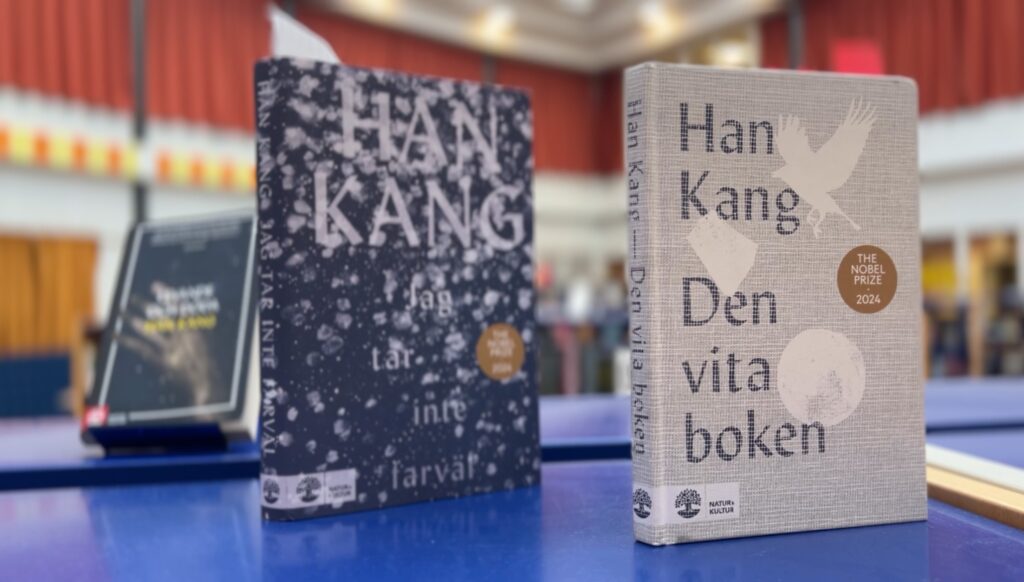 HAN
KANG
Jag
tar
inte
farväl
THE
NOBEL
PRIZE
2024
HAN KANG JAG TAR INTE FARVÄL
Han
Kang
Den
vita
boken
THE
NOBEL
PRIZE
2024
NATUR &
KULTUR
Han Kang — Den vita boken